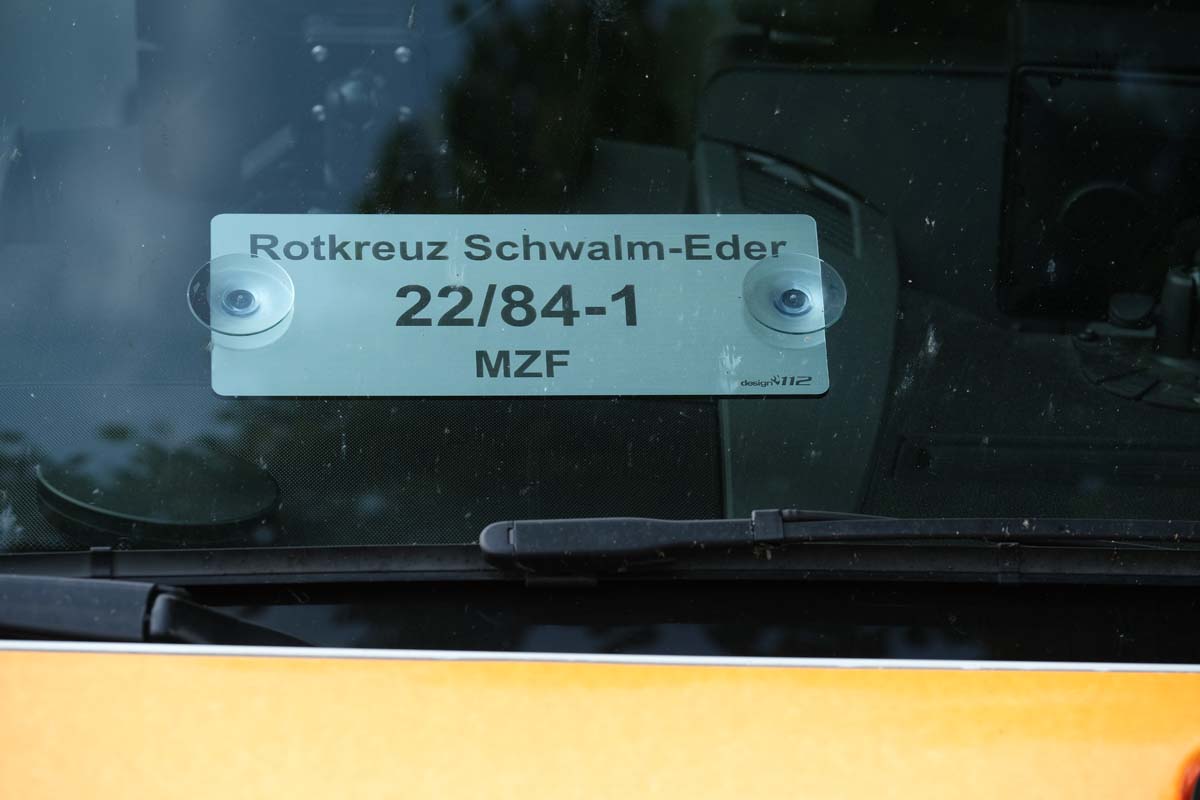 Rotkreuz Schwalm-Eder
22/84-1
MZF
design112